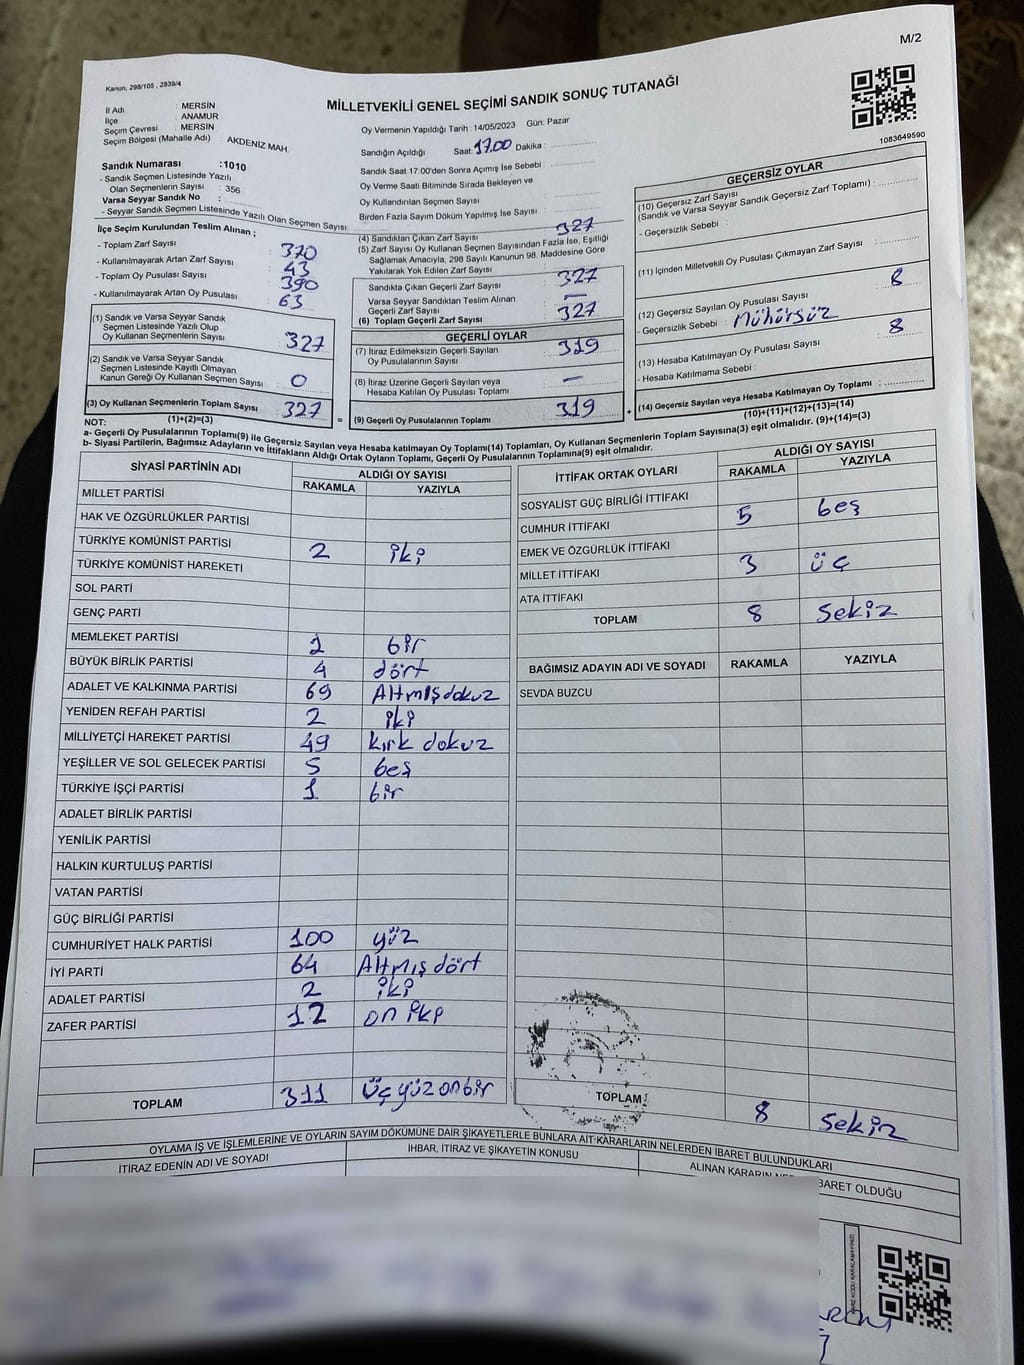 M/2
Kanun, 298/105 , 2839/4
MİLLETVEKİLİ GENEL SEÇİMİ SANDIK SONUÇ TUTANAĞI
İl Adı : MERSİN
İlçe : ANAMUR
Seçim Çevresi : MERSİN
Seçim Bölgesi (Mahalle Adı) : AKDENİZ MAH.
Sandık Numarası : 1010
- Sandık Seçmen Listesinde Yazılı
Olan Seçmenlerin Sayısı : 356
Varsa Seyyar Sandık No :
- Seyyar Sandık Seçmen Listesinde Yazılı Olan Seçmen Sayısı :
Oy Vermenin Yapıldığı Tarih : 14/05/2023 Gün: Pazar
Sandığın Açıldığı Saat: 17.00 Dakika :
Sandık Saat 17.00'den Sonra Açımış İse Sebebi :
Oy Verme Saati Bitiminde Sırada Bekleyen ve
Oy Kullandırılan Seçmen Sayısı :
Birden Fazla Sayım Döküm Yapılmış İse Sayısı :
1083649590
İlçe Seçim Kurulundan Teslim Alınan ;
- Toplam Zarf Sayısı : 370
- Kullanılmayarak Artan Zarf Sayısı : 43
- Toplam Oy Pusulası Sayısı : 390
- Kullanılmayarak Artan Oy Pusulası : 63
(1) Sandık ve Varsa Seyyar Sandık
Seçmen Listesinde Yazılı Olup
Oy Kullanan Seçmenlerin Sayısı : 327
(2) Sandık ve Varsa Seyyar Sandık
Seçmen Listesinde Kayıtlı Olmayan
Kanun Gereği Oy Kullanan Seçmen Sayısı : 0
(3) Oy Kullanan Seçmenlerin Toplam Sayısı : 327
(1)+(2)=(3)
(4) Sandıktan Çıkan Zarf Sayısı : 327
(5) Zarf Sayısı Oy Kullanan Seçmen Sayısından Fazla İse, Eşitliği
Sağlamak Amacıyla, 298 Sayılı Kanunun 98. Maddesine Göre
Yakılarak Yok Edilen Zarf Sayısı :
Sandıkta Çıkan Geçerli Zarf Sayısı : 327
Varsa Seyyar Sandıktan Teslim Alınan
Geçerli Zarf Sayısı : —
(6) Toplam Geçerli Zarf Sayısı : 327
GEÇERLİ OYLAR
(7) İtiraz Edilmeksizin Geçerli Sayılan
Oy Pusulalarının Sayısı : 319
(8) İtiraz Üzerine Geçerli Sayılan veya
Hesaba Katılan Oy Pusulası Toplamı : —
= (9) Geçerli Oy Pusulalarının Toplamı : 319 +
GEÇERSİZ OYLAR
(10) Geçersiz Zarf Sayısı
(Sandık ve Varsa Seyyar Sandık Geçersiz Zarf Toplamı) :
- Geçersizlik Sebebi :
(11) İçinden Milletvekili Oy Pusulası Çıkmayan Zarf Sayısı :
(12) Geçersiz Sayılan Oy Pusulası Sayısı : 8
- Geçersizlik Sebebi : Mühürsüz
(13) Hesaba Katılmayan Oy Pusulası Sayısı : 8
- Hesaba Katılmama Sebebi :
(14) Geçersiz Sayılan veya Hesaba Katılmayan Oy Toplamı :
(10)+(11)+(12)+(13)=(14)
NOT:
a- Geçerli Oy Pusulalarının Toplamı(9) ile Geçersiz Sayılan veya Hesaba katılmayan Oy Toplamı(14) Toplamları, Oy Kullanan Seçmenlerin Toplam Sayısına(3) eşit olmalıdır. (9)+(14)=(3)
b- Siyasi Partilerin, Bağımsız Adayların ve İttifakların Aldığı Ortak Oyların Toplamı, Geçerli Oy Pusulalarının Toplamına(9) eşit olmalıdır.
SİYASİ PARTİNİN ADI ALDIĞI OY SAYISI
RAKAMLA YAZIYLA
MİLLET PARTİSİ
HAK VE ÖZGÜRLÜKLER PARTİSİ
TÜRKİYE KOMÜNİST PARTİSİ 2 iki
TÜRKİYE KOMÜNİST HAREKETİ
SOL PARTİ
GENÇ PARTİ
MEMLEKET PARTİSİ 1 bir
BÜYÜK BİRLİK PARTİSİ 4 dört
ADALET VE KALKINMA PARTİSİ 69 Altmışdokuz
YENİDEN REFAH PARTİSİ 2 iki
MİLLİYETÇİ HAREKET PARTİSİ 49 kırk dokuz
YEŞİLLER VE SOL GELECEK PARTİSİ 5 beş
TÜRKİYE İŞÇİ PARTİSİ 1 bir
ADALET BİRLİK PARTİSİ
YENİLİK PARTİSİ
HALKIN KURTULUŞ PARTİSİ
VATAN PARTİSİ
GÜÇ BİRLİĞİ PARTİSİ
CUMHURİYET HALK PARTİSİ 100 yüz
İYİ PARTİ 64 Altmış dört
ADALET PARTİSİ 2 iki
ZAFER PARTİSİ 12 on iki
TOPLAM 311 üç yüz onbir
İTTİFAK ORTAK OYLARI ALDIĞI OY SAYISI
RAKAMLA YAZIYLA
SOSYALİST GÜÇ BİRLİĞİ İTTİFAKI
CUMHUR İTTİFAKI 5 beş
EMEK VE ÖZGÜRLÜK İTTİFAKI
MİLLET İTTİFAKI 3 üç
ATA İTTİFAKI
TOPLAM 8 sekiz
BAĞIMSIZ ADAYIN ADI VE SOYADI RAKAMLA YAZIYLA
SEVDA BUZCU
TOPLAM 8 sekiz
OYLAMA İŞ VE İŞLEMLERİNE VE OYLARIN SAYIM DÖKÜMÜNE DAİR ŞİKAYETLERLE BUNLARA AİT KARARLARIN NELERDEN İBARET BULUNDUKLARI
İTİRAZ EDENİN ADI VE SOYADI İHBAR, İTİRAZ VE ŞİKAYETİN KONUSU ALINAN KARARIN İBARET OLDUĞU